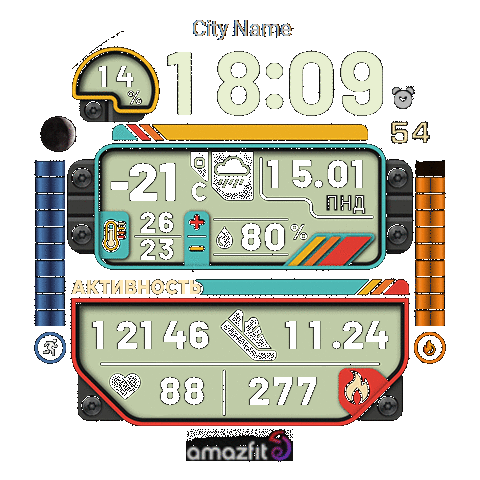 City Name
14 %
18:09
54
-21 °C
15.01
ПНД
26 +
23 -
80 %
АКТИВНОСТЬ
12146 11.24
88 277
amazfit